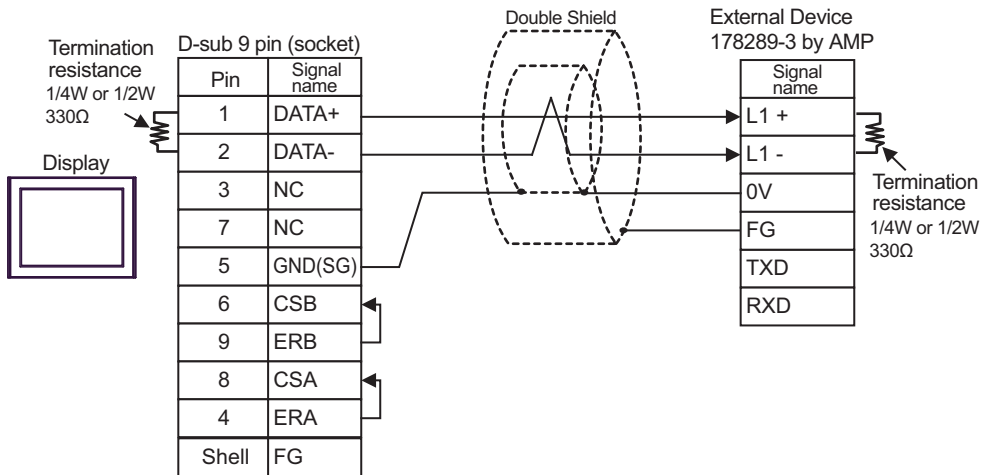 Double Shield
External Device
178289-3 by AMP
Termination
resistance
1/4W or 1/2W
330Ω
D-sub 9 pin (socket)
Pin Signal name
1 DATA+
2 DATA-
3 NC
7 NC
5 GND(SG)
6 CSB
9 ERB
8 CSA
4 ERA
Shell FG
Display
Signal name
L1 +
L1 -
0V
FG
TXD
RXD
Termination
resistance
1/4W or 1/2W
330Ω